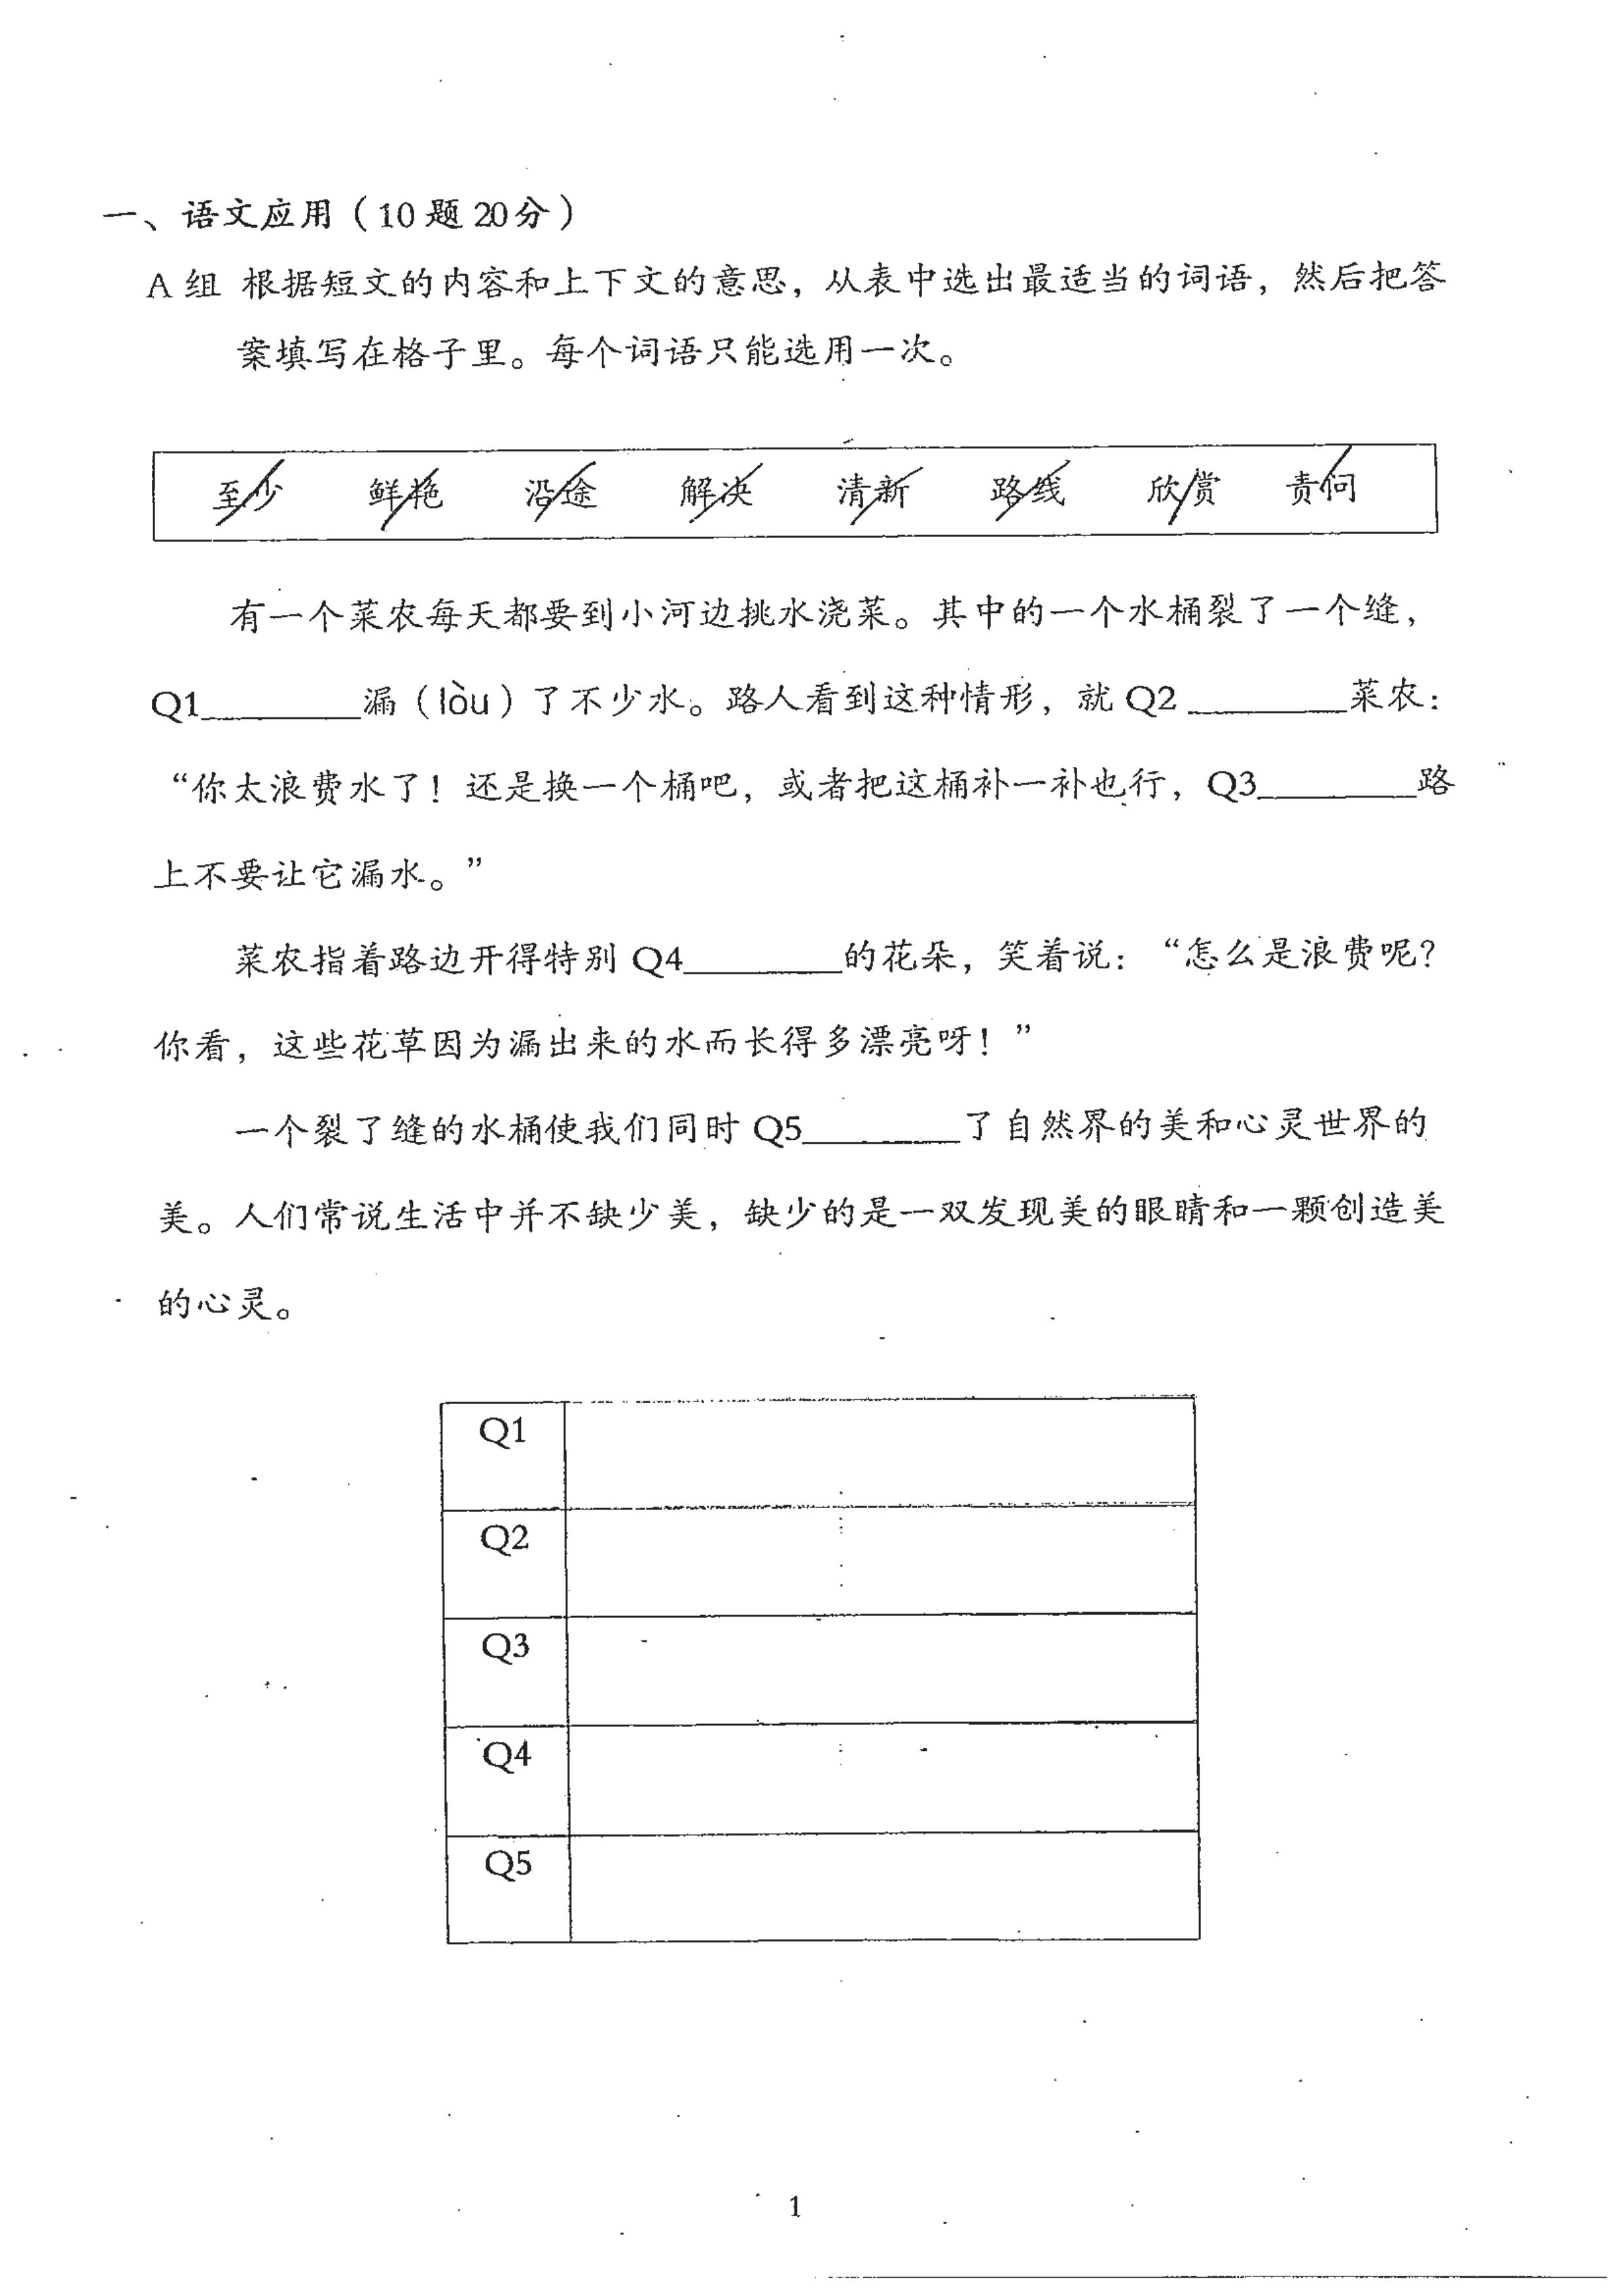 一、语文应用（10 题 20分）
A 组 根据短文的内容和上下文的意思，从表中选出最适当的词语，然后把答
案填写在格子里。每个词语只能选用一次。
至少 鲜艳 沿途 解决 清新 路线 欣赏 责问
有一个菜农每天都要到小河边挑水浇菜。其中的一个水桶裂了一个缝，
Q1________漏（lòu）了不少水。路人看到这种情形，就 Q2 ________菜农：
“你太浪费水了！还是换一个桶吧，或者把这桶补一补也行，Q3________路
上不要让它漏水。”
菜农指着路边开得特别 Q4________的花朵，笑着说：“怎么是浪费呢？
你看，这些花草因为漏出来的水而长得多漂亮呀！”
一个裂了缝的水桶使我们同时 Q5________了自然界的美和心灵世界的
美。人们常说生活中并不缺少美，缺少的是一双发现美的眼睛和一颗创造美
的心灵。
Q1
Q2
Q3
Q4
Q5
1